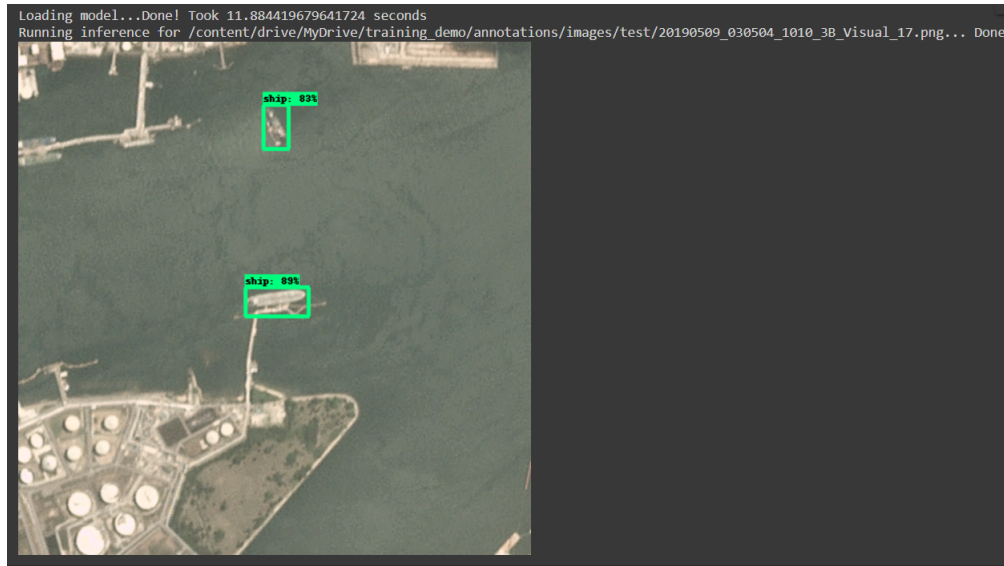 Loading model...Done! Took 11.884419679641724 seconds
Running inference for /content/drive/MyDrive/training_demo/annotations/images/test/20190509_030504_1010_3B_Visual_17.png... Done
ship: 83%
ship: 89%